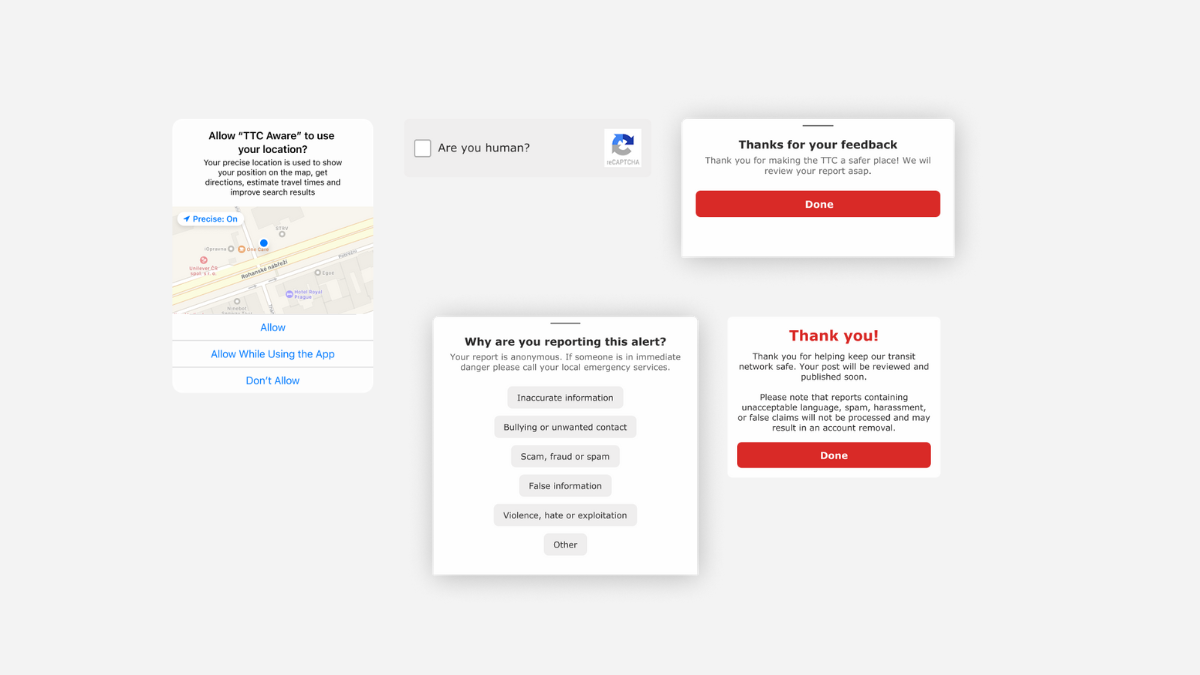 Allow “TTC Aware” to use
your location?
Your precise location is used to show
your position on the map, get
directions, estimate travel times and
improve search results
Precise: On
Rohanské nábřeží
Hotel Royal
Prague
Allow
Allow While Using the App
Don’t Allow
Are you human?
reCAPTCHA
Thanks for your feedback
Thank you for making the TTC a safer place! We wil
review your report asap.
Done
Why are you reporting this alert?
Your report is anonymous. If someone is in immediate
danger please call your local emergency services.
Inaccurate information
Bullying or unwanted contact
Scam, fraud or spam
False information
Violence, hate or exploitation
Other
Thank you!
Thank you for helping keep our transit
network safe. Your post will be reviewed and
published soon.
Please note that reports containing
unacceptable language, spam, harassment,
or false claims will not be processed and may
result in an account removal.
Done